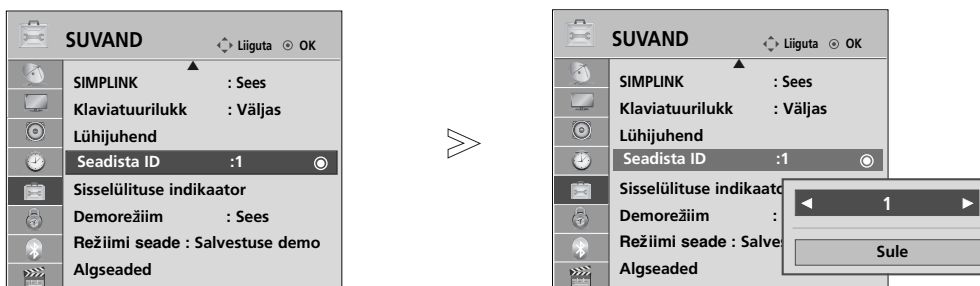 SUVAND Liiguta OK
SIMPLINK : Sees
Klaviatuurilukk : Väljas
Lühijuhend
Seadista ID :1
Sisselülituse indikaator
Demorežiim : Sees
Režiimi seade : Salvestuse demo
Algseaded
SUVAND Liiguta OK
SIMPLINK : Sees
Klaviatuurilukk : Väljas
Lühijuhend
Seadista ID :1
Sisselülituse indikaato
Demorežiim :
Režiimi seade : Salves
Algseaded
1
Sule